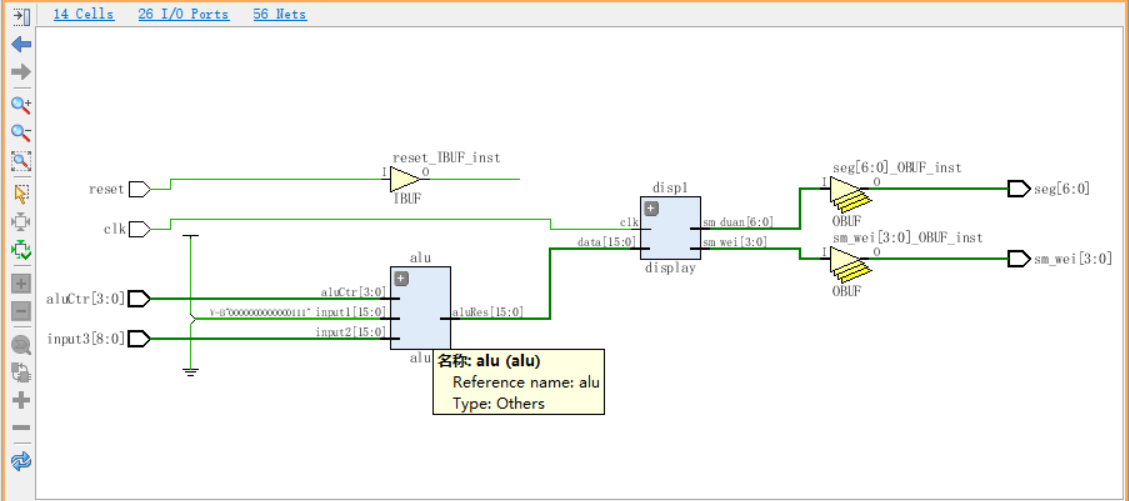 14 Cells 26 I/O Ports 56 Nets
reset_IBUF_inst
I O
reset
IBUF
clk
seg[6:0]_OBUF_inst
I O
seg[6:0]
OBUF
displ
clk sm_duan[6:0]
data[15:0] sm_wei[3:0]
display
sm_wei[3:0]_OBUF_inst
I O
sm_wei[3:0]
OBUF
alu
aluCtr[3:0] aluCtr[3:0]
V=B"0000000000000111" input1[15:0] aluRes[15:0]
input3[8:0] input2[15:0]
alu
名称: alu (alu)
Reference name: alu
Type: Others